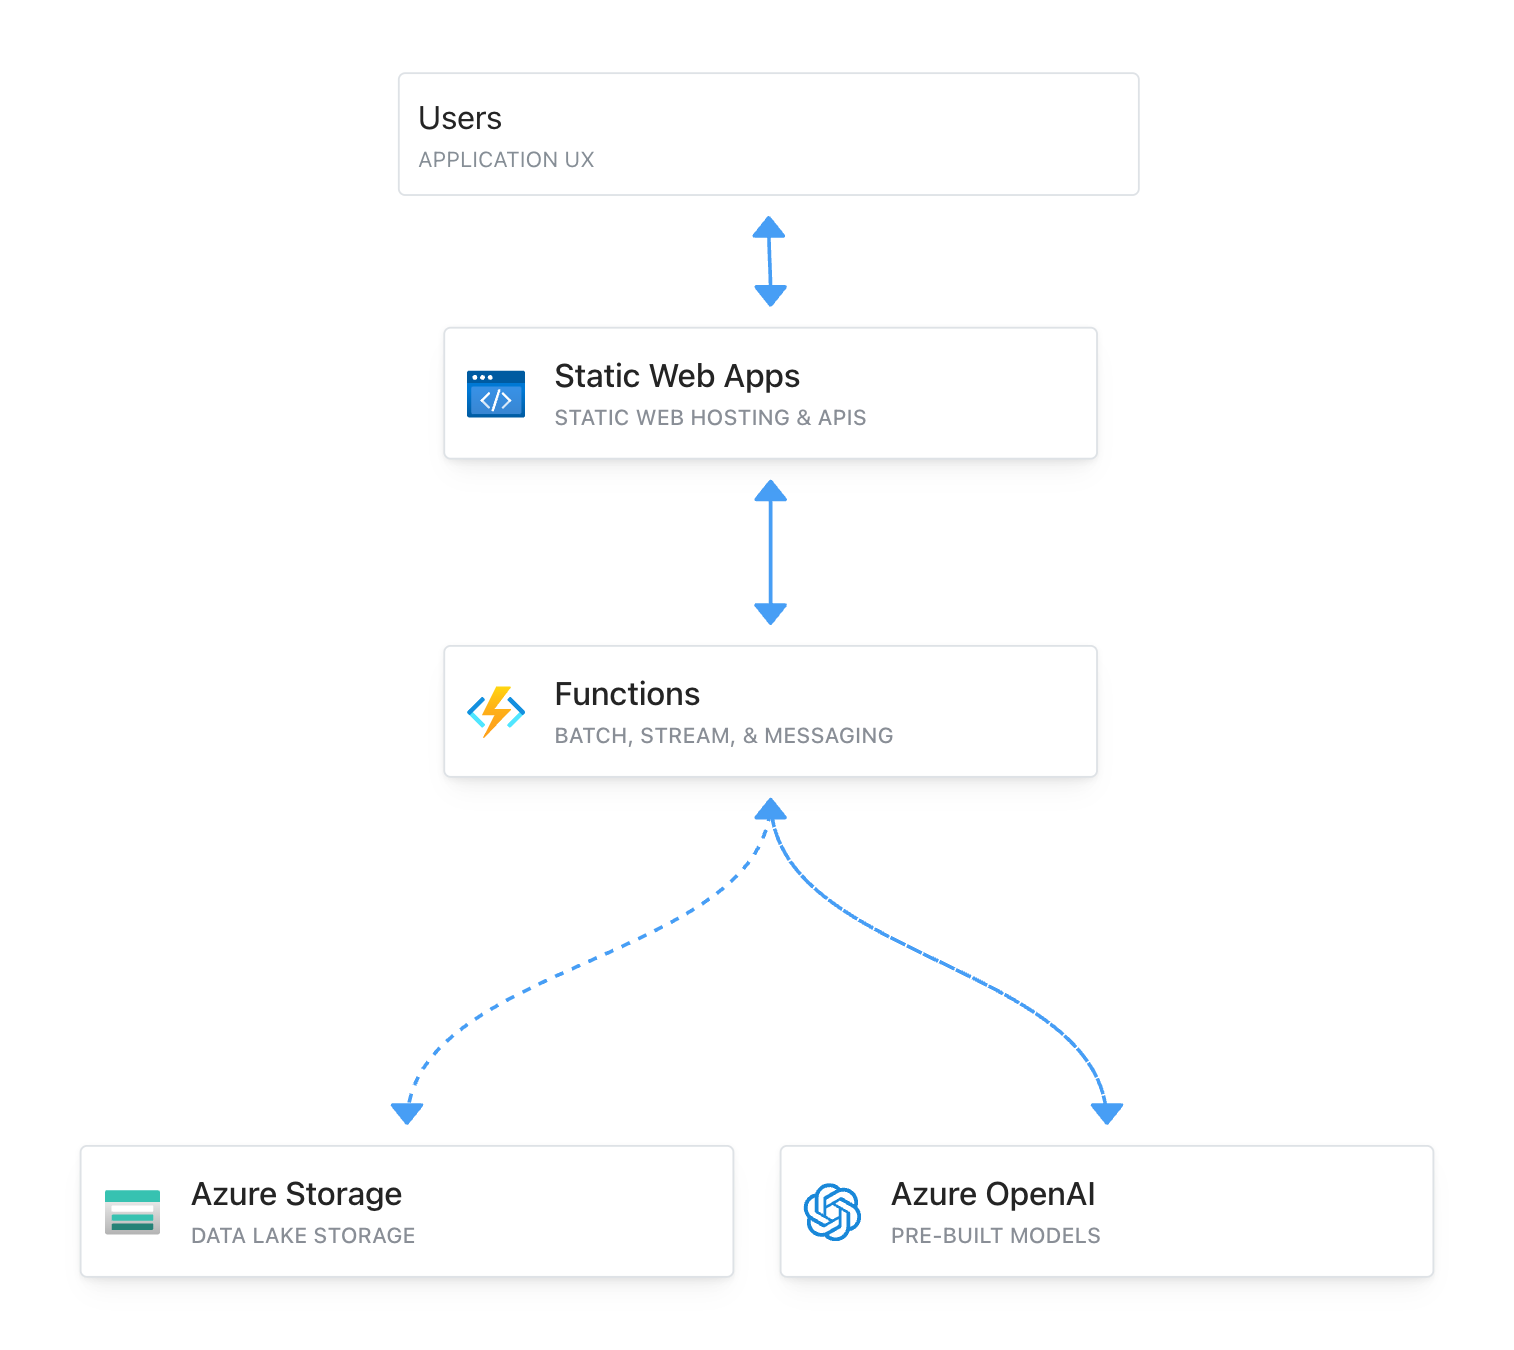 Users
APPLICATION UX
Static Web Apps
STATIC WEB HOSTING & APIS
Functions
BATCH, STREAM, & MESSAGING
Azure Storage
DATA LAKE STORAGE
Azure OpenAI
PRE-BUILT MODELS